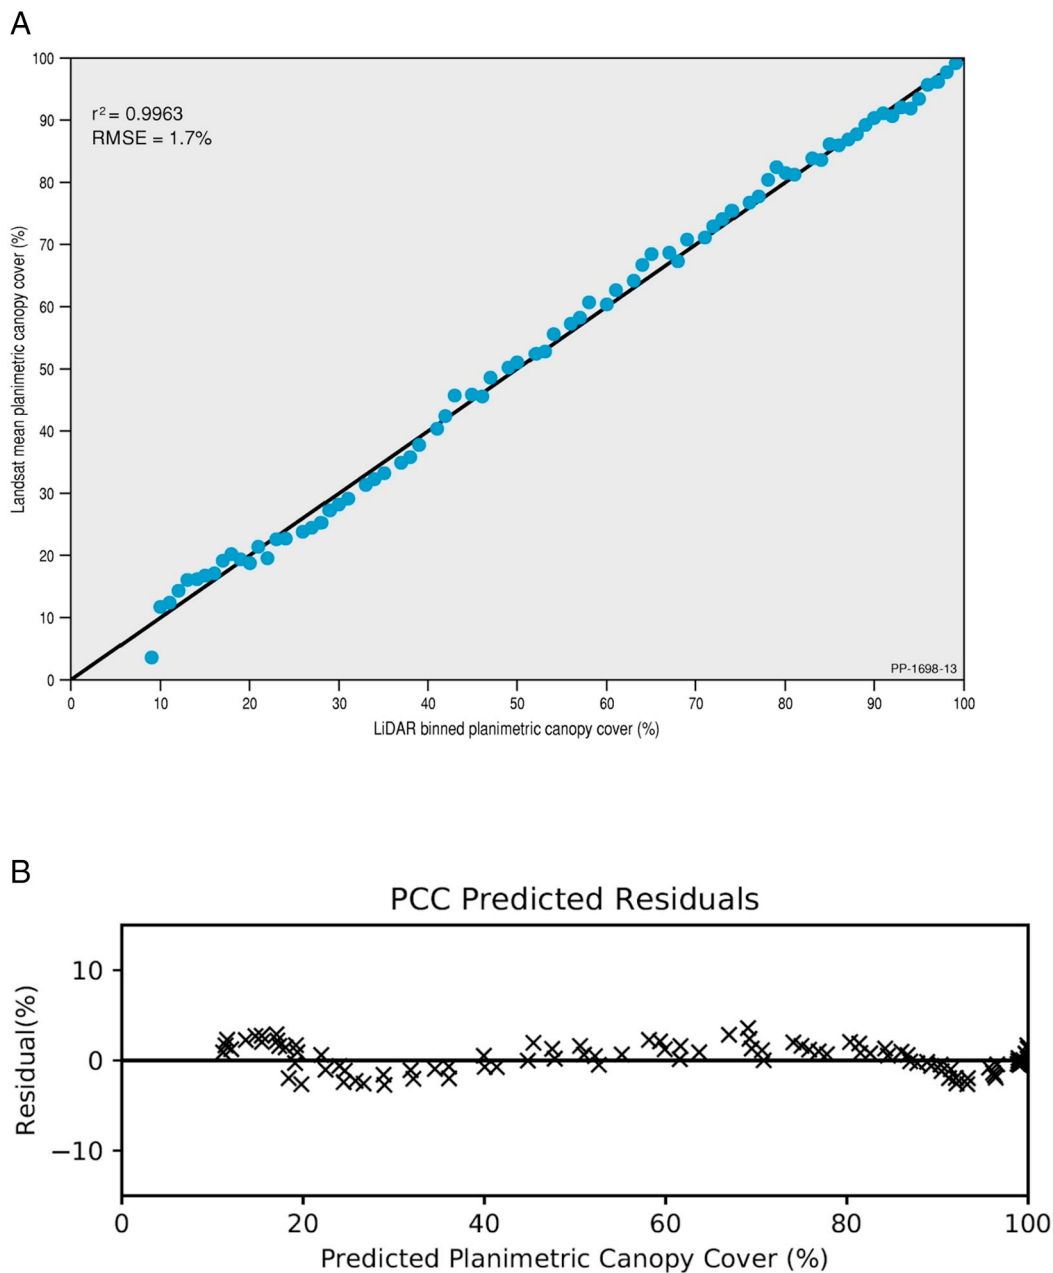 A
100
90
80
70
60
50
40
30
20
10
0
Landsat mean planimetric canopy cover (%)
r² = 0.9963
RMSE = 1.7%
PP-1698-13
0 10 20 30 40 50 60 70 80 90 100
LiDAR binned planimetric canopy cover (%)
B
PCC Predicted Residuals
10
0
−10
Residual(%)
0 20 40 60 80 100
Predicted Planimetric Canopy Cover (%)